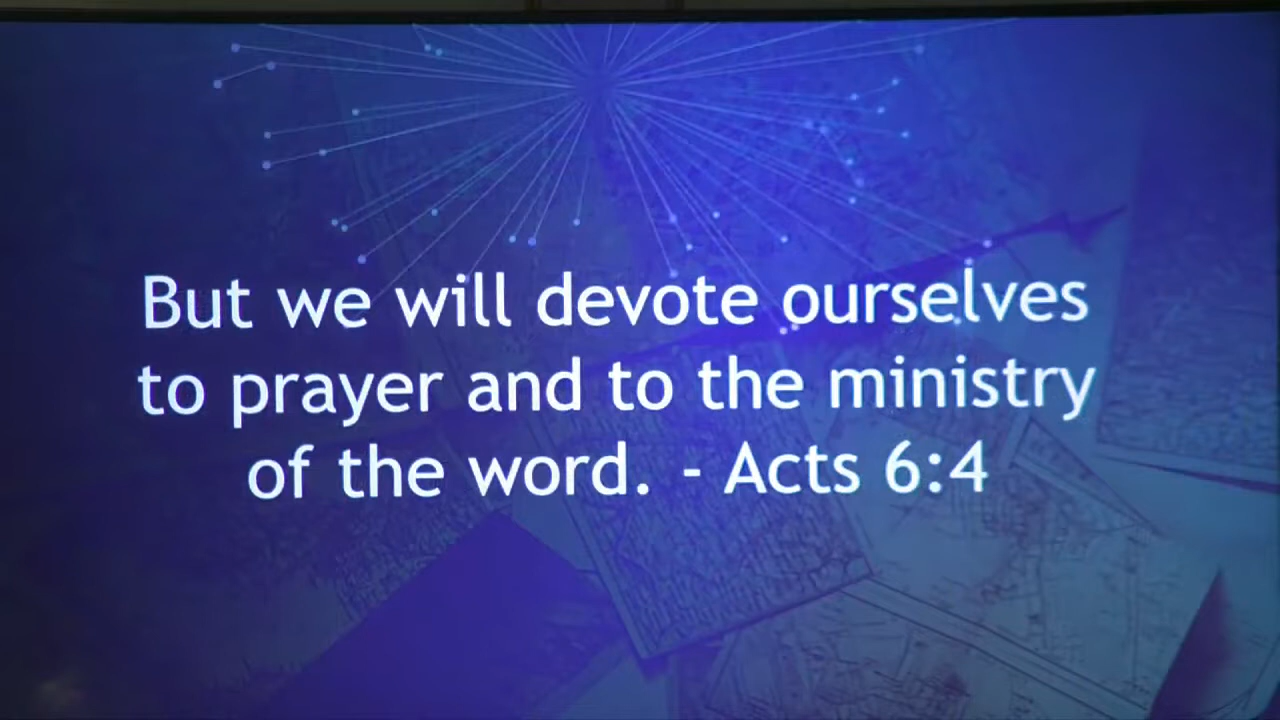 But we will devote ourselves
to prayer and to the ministry
of the word. - Acts 6:4